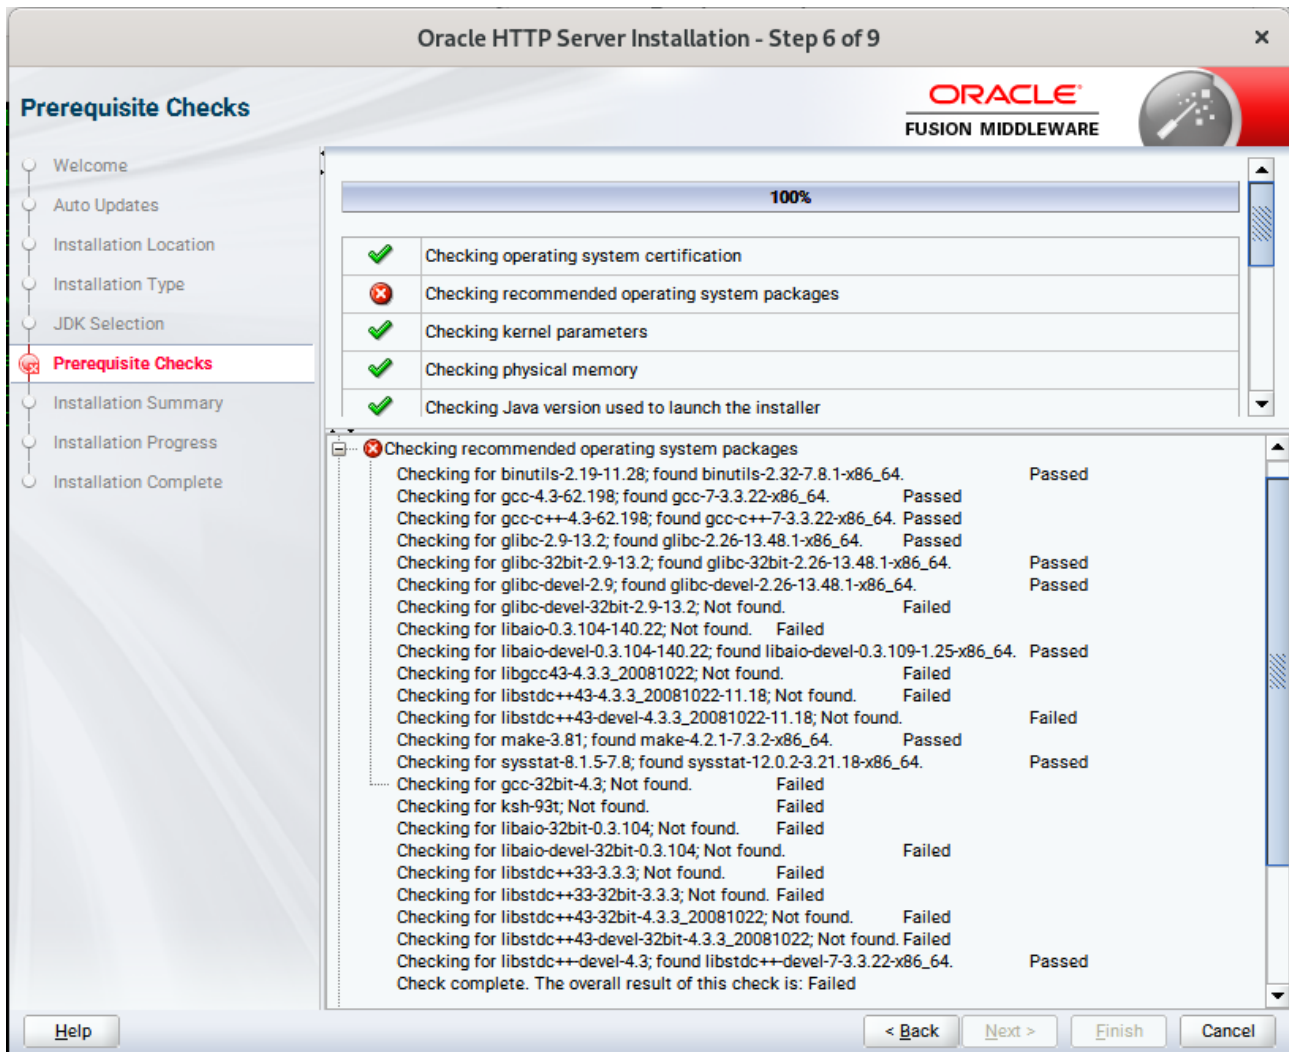 Oracle HTTP Server Installation - Step 6 of 9
Prerequisite Checks
ORACLE
FUSION MIDDLEWARE
Welcome
Auto Updates
Installation Location
Installation Type
JDK Selection
Prerequisite Checks
Installation Summary
Installation Progress
Installation Complete
100%
Checking operating system certification
Checking recommended operating system packages
Checking kernel parameters
Checking physical memory
Checking Java version used to launch the installer
Checking recommended operating system packages
Checking for binutils-2.19-11.28; found binutils-2.32-7.8.1-x86_64. Passed
Checking for gcc-4.3-62.198; found gcc-7-3.3.22-x86_64. Passed
Checking for gcc-c++-4.3-62.198; found gcc-c++-7-3.3.22-x86_64. Passed
Checking for glibc-2.9-13.2; found glibc-2.26-13.48.1-x86_64. Passed
Checking for glibc-32bit-2.9-13.2; found glibc-32bit-2.26-13.48.1-x86_64. Passed
Checking for glibc-devel-2.9; found glibc-devel-2.26-13.48.1-x86_64. Passed
Checking for glibc-devel-32bit-2.9-13.2; Not found. Failed
Checking for libaio-0.3.104-140.22; Not found. Failed
Checking for libaio-devel-0.3.104-140.22; found libaio-devel-0.3.109-1.25-x86_64. Passed
Checking for libgcc43-4.3.3_20081022; Not found. Failed
Checking for libstdc++43-4.3.3_20081022-11.18; Not found. Failed
Checking for libstdc++43-devel-4.3.3_20081022-11.18; Not found. Failed
Checking for make-3.81; found make-4.2.1-7.3.2-x86_64. Passed
Checking for sysstat-8.1.5-7.8; found sysstat-12.0.2-3.21.18-x86_64. Passed
Checking for gcc-32bit-4.3; Not found. Failed
Checking for ksh-93t; Not found. Failed
Checking for libaio-32bit-0.3.104; Not found. Failed
Checking for libaio-devel-32bit-0.3.104; Not found. Failed
Checking for libstdc++33-3.3.3; Not found. Failed
Checking for libstdc++33-32bit-3.3.3; Not found. Failed
Checking for libstdc++43-32bit-4.3.3_20081022; Not found. Failed
Checking for libstdc++43-devel-32bit-4.3.3_20081022; Not found. Failed
Checking for libstdc++-devel-4.3; found libstdc++-devel-7-3.3.22-x86_64. Passed
Check complete. The overall result of this check is: Failed
Help
< Back
Next >
Finish
Cancel